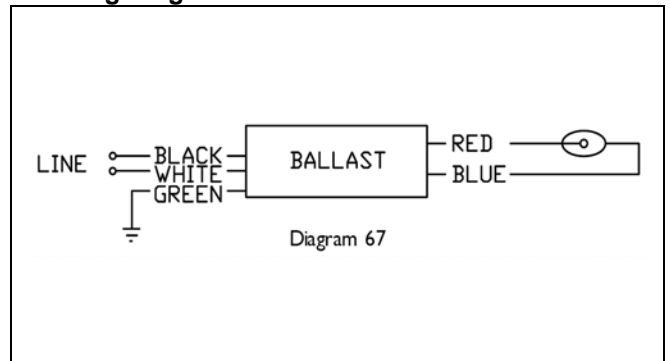 LINE
BLACK
WHITE
GREEN
BALLAST
RED
BLUE
Diagram 67